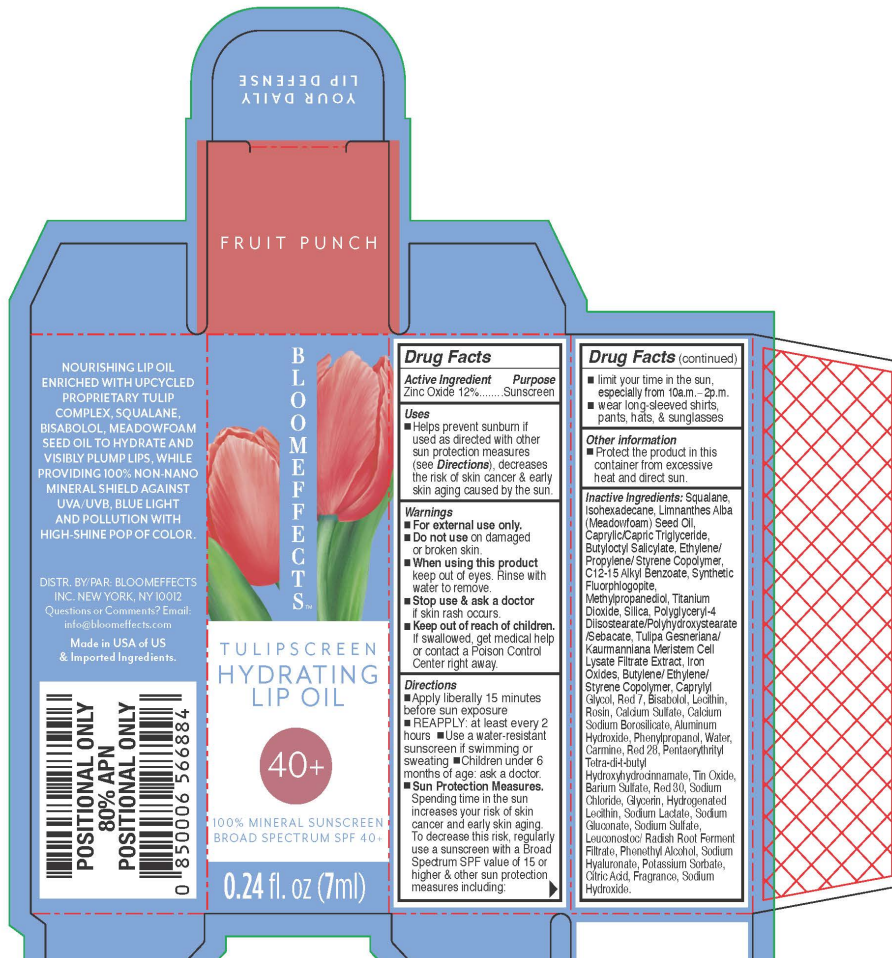 YOUR DAILY
LIP DEFENSE
FRUIT PUNCH
NOURISHING LIP OIL
ENRICHED WITH UPCYCLED
PROPRIETARY TULIP
COMPLEX, SQUALANE,
BISABOLOL, MEADOWFOAM
SEED OIL TO HYDRATE AND
VISIBLY PLUMP LIPS, WHILE
PROVIDING 100% NON-NANO
MINERAL SHIELD AGAINST
UVA/UVB, BLUE LIGHT
AND POLLUTION WITH
HIGH-SHINE POP OF COLOR.
DISTR. BY/PAR: BLOOMEFFECTS
INC. NEW YORK, NY 10012
Questions or Comments? Email:
info@bloomeffects.com
Made in USA of US
& Imported Ingredients.
POSITIONAL ONLY
80% APN
POSITIONAL ONLY
0 850006 566884
BLOOMEFFECTS™
TULIPSCREEN
HYDRATING
LIP OIL
40+
100% MINERAL SUNSCREEN
BROAD SPECTRUM SPF 40+
0.24 fl. oz (7ml)
Drug Facts
Active Ingredient Purpose
Zinc Oxide 12%........Sunscreen
Uses
■ Helps prevent sunburn if
used as directed with other
sun protection measures
(see Directions), decreases
the risk of skin cancer & early
skin aging caused by the sun.
Warnings
■ For external use only.
■ Do not use on damaged
or broken skin.
■ When using this product
keep out of eyes. Rinse with
water to remove.
■ Stop use & ask a doctor
if skin rash occurs.
■ Keep out of reach of children.
If swallowed, get medical help
or contact a Poison Control
Center right away.
Directions
■ Apply liberally 15 minutes
before sun exposure
■ REAPPLY: at least every 2
hours ■ Use a water-resistant
sunscreen if swimming or
sweating ■ Children under 6
months of age: ask a doctor.
■ Sun Protection Measures.
Spending time in the sun
increases your risk of skin
cancer and early skin aging.
To decrease this risk, regularly
use a sunscreen with a Broad
Spectrum SPF value of 15 or
higher & other sun protection
measures including:
Drug Facts (continued)
■ limit your time in the sun,
especially from 10a.m.– 2p.m.
■ wear long-sleeved shirts,
pants, hats, & sunglasses
Other information
■ Protect the product in this
container from excessive
heat and direct sun.
Inactive Ingredients: Squalane,
Isohexadecane, Limnanthes Alba
(Meadowfoam) Seed Oil,
Caprylic/Capric Triglyceride,
Butyloctyl Salicylate, Ethylene/
Propylene/ Styrene Copolymer,
C12-15 Alkyl Benzoate, Synthetic
Fluorphlogopite,
Methylpropanediol, Titanium
Dioxide, Silica, Polyglyceryl-4
Diisostearate/Polyhydroxystearate
/Sebacate, Tulipa Gesneriana/
Kaurmanniana Meristem Cell
Lysate Filtrate Extract, Iron
Oxides, Butylene/ Ethylene/
Styrene Copolymer, Caprylyl
Glycol, Red 7, Bisabolol, Lecithin,
Rosin, Calcium Sulfate, Calcium
Sodium Borosilicate, Aluminum
Hydroxide, Phenylpropanol, Water,
Carmine, Red 28, Pentaerythrityl
Tetra-di-t-butyl
Hydroxyhydrocinnamate, Tin Oxide,
Barium Sulfate, Red 30, Sodium
Chloride, Glycerin, Hydrogenated
Lecithin, Sodium Lactate, Sodium
Gluconate, Sodium Sulfate,
Leuconostoc/ Radish Root Ferment
Filtrate, Phenethyl Alcohol, Sodium
Hyaluronate, Potassium Sorbate,
Citric Acid, Fragrance, Sodium
Hydroxide.